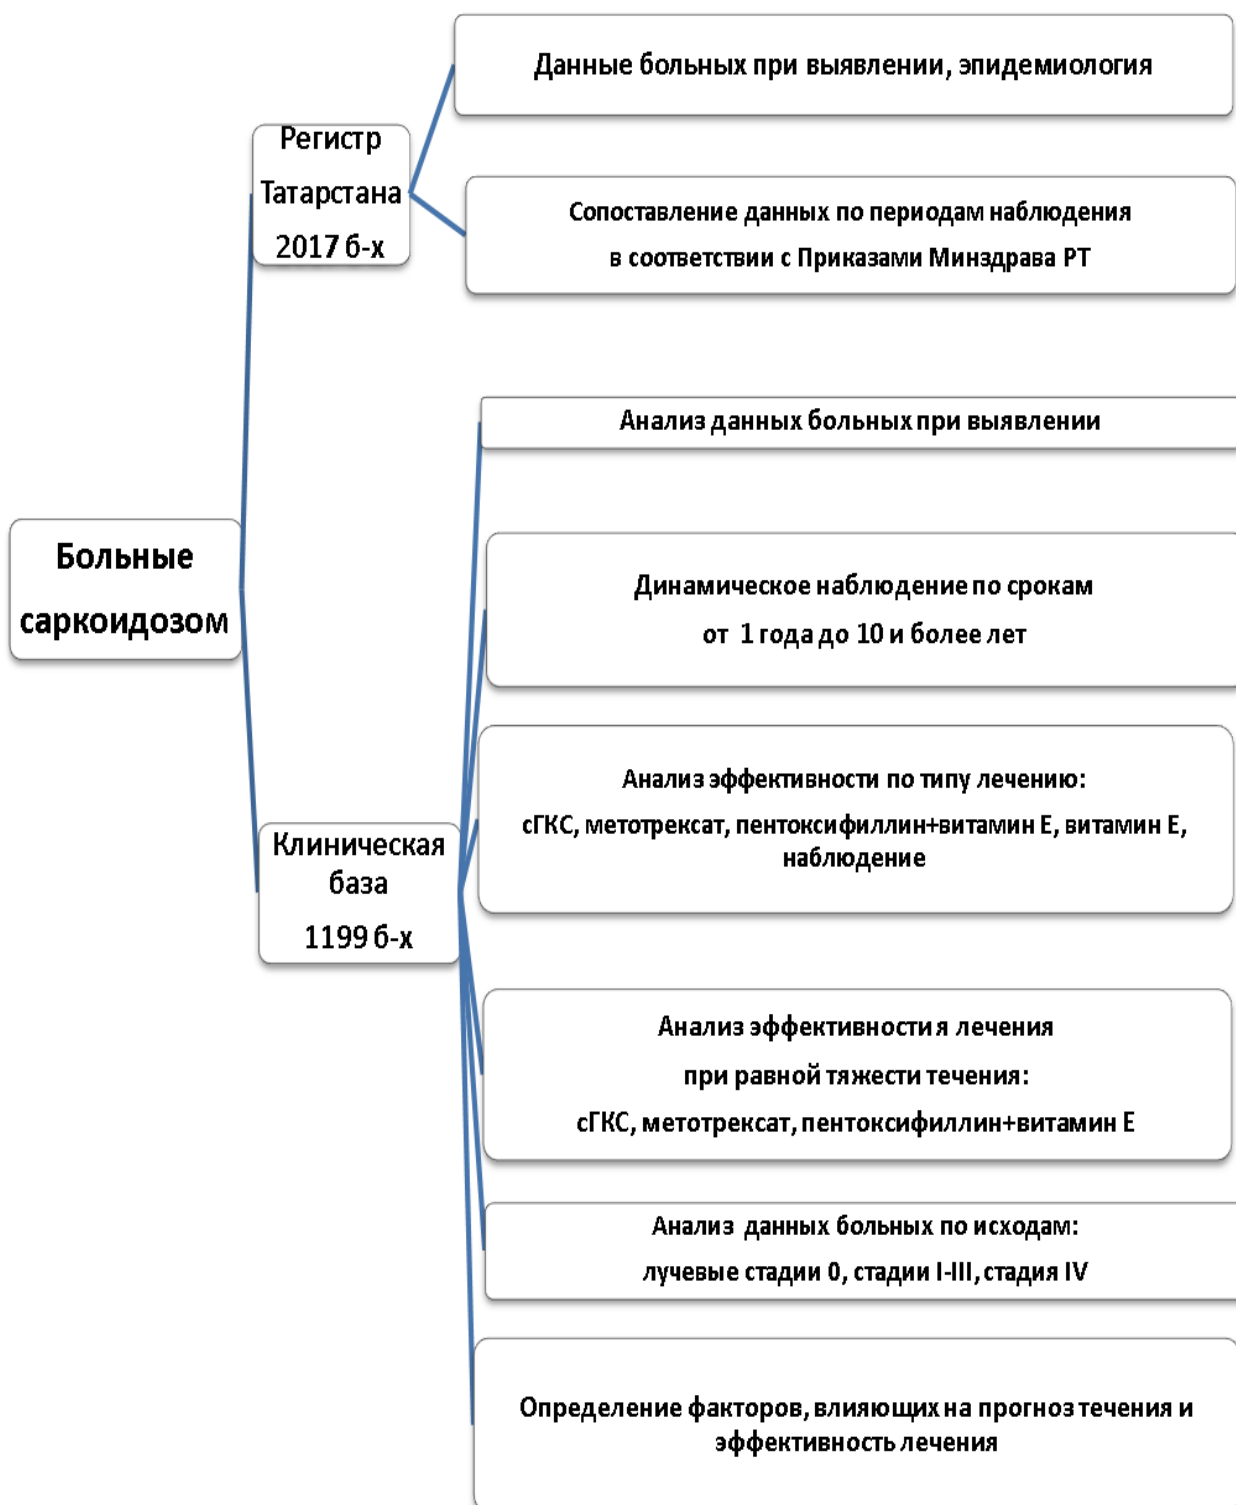 Данные больных при выявлении, эпидемиология
Регистр
Татарстана
2017 б-х
Сопоставление данных по периодам наблюдения
в соответствии с Приказами Минздрава РТ
Анализ данных больных при выявлении
Больные
саркоидозом
Динамическое наблюдение по срокам
от 1 года до 10 и более лет
Анализ эффективности по типу лечению:
сГКС, метотрексат, пентоксифиллин+витамин Е, витамин Е,
наблюдение
Клиническая
база
1199 б-х
Анализ эффективностия лечения
при равной тяжести течения:
сГКС, метотрексат, пентоксифиллин+витамин Е
Анализ данных больных по исходам:
лучевые стадии 0, стадии I-III, стадия IV
Определение факторов, влияющих на прогноз течения и
эффективность лечения